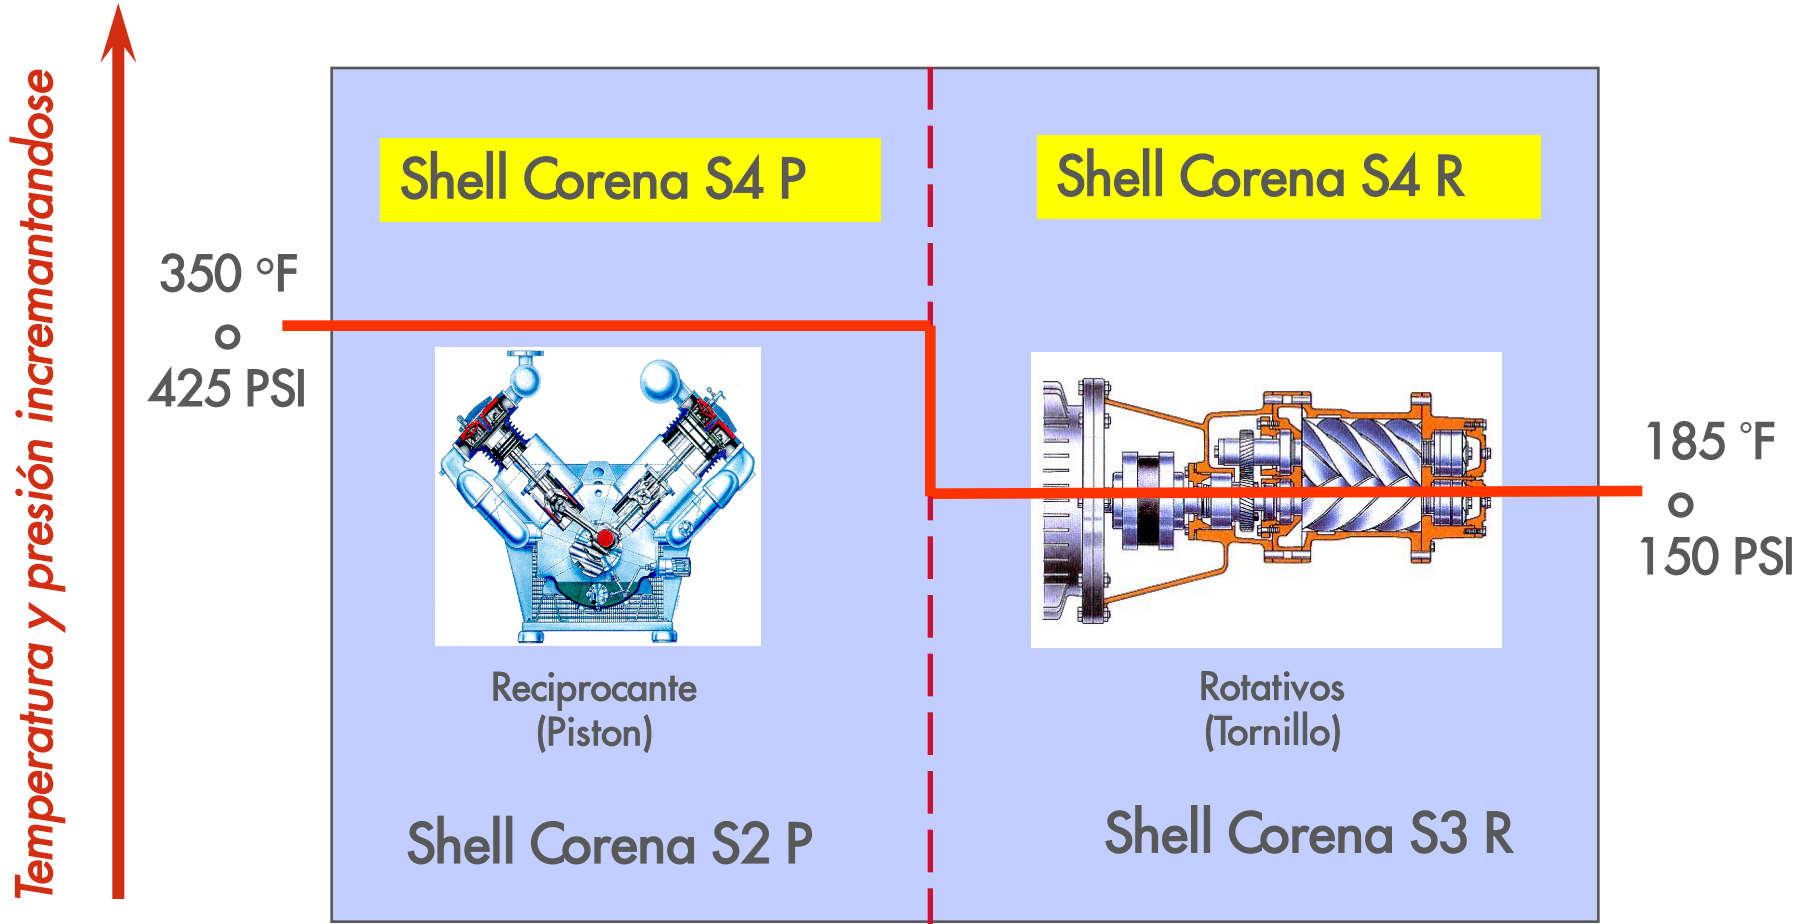 Temperatura y presión incremantandose
Shell Corena S4 P
Shell Corena S4 R
350 °F
o
425 PSI
185 °F
o
150 PSI
Reciprocante
(Piston)
Rotativos
(Tornillo)
Shell Corena S2 P
Shell Corena S3 R